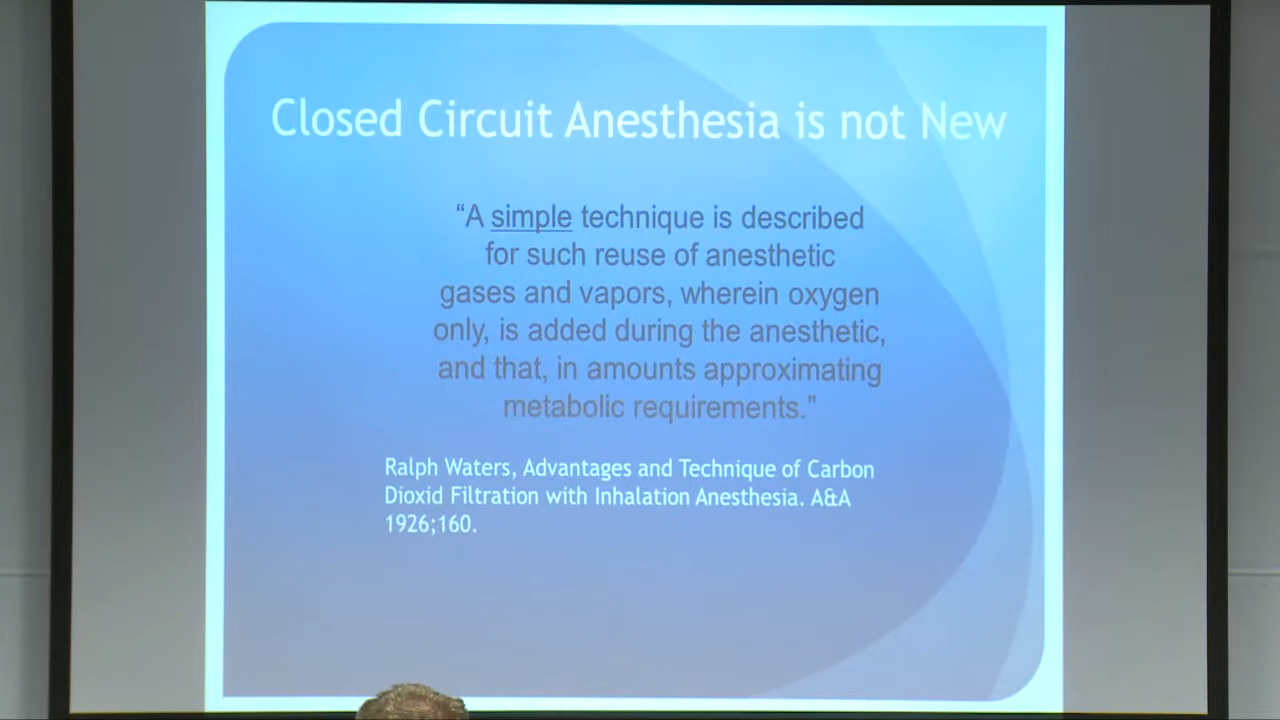 Closed Circuit Anesthesia is not New
“A simple technique is described
for such reuse of anesthetic
gases and vapors, wherein oxygen
only, is added during the anesthetic,
and that, in amounts approximating
metabolic requirements.”
Ralph Waters, Advantages and Technique of Carbon
Dioxid Filtration with Inhalation Anesthesia. A&A
1926;160.